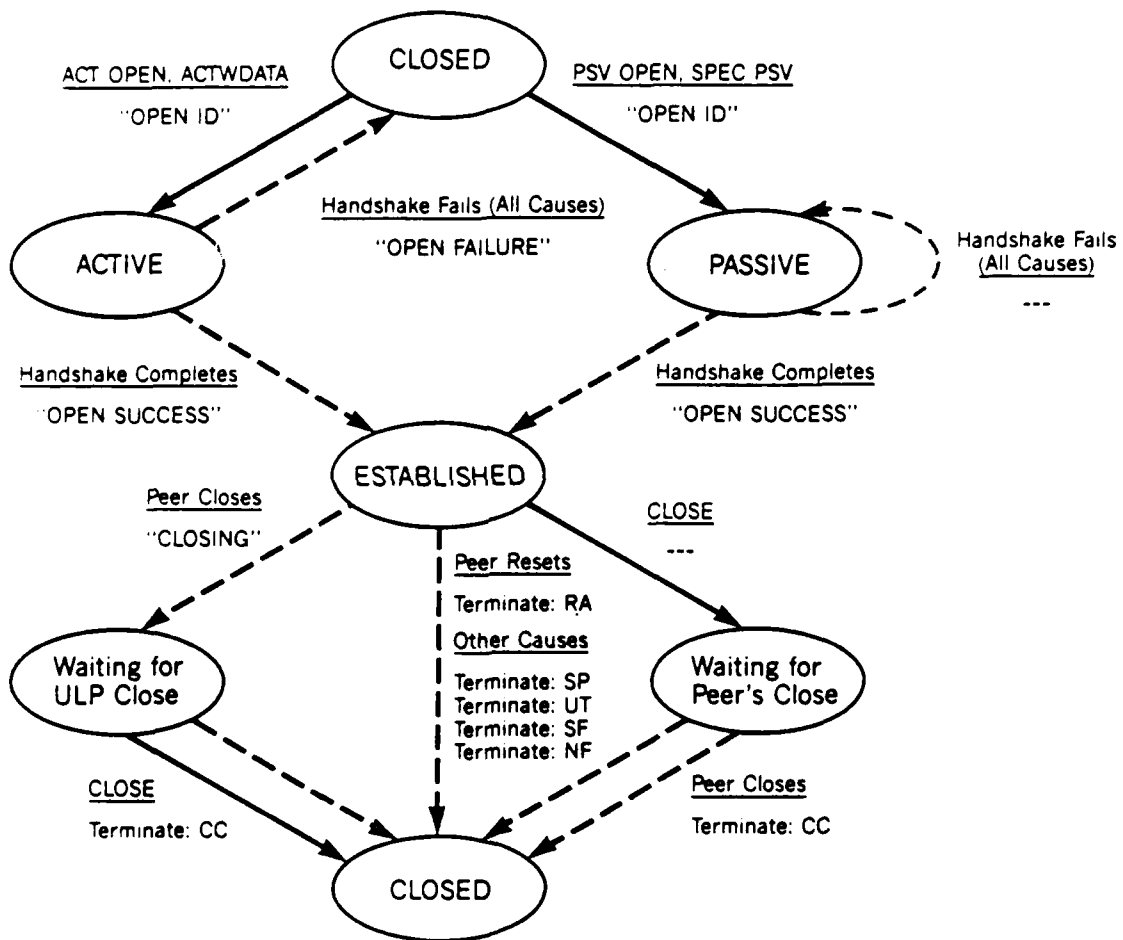 CLOSED
ACT OPEN, ACTWDATA
"OPEN ID"
PSV OPEN, SPEC PSV
"OPEN ID"
Handshake Fails (All Causes)
"OPEN FAILURE"
ACTIVE
PASSIVE
Handshake Fails
(All Causes)
---
Handshake Completes
"OPEN SUCCESS"
Handshake Completes
"OPEN SUCCESS"
ESTABLISHED
Peer Closes
"CLOSING"
CLOSE
---
Peer Resets
Terminate: RA
Other Causes
Terminate: SP
Terminate: UT
Terminate: SF
Terminate: NF
Waiting for
ULP Close
Waiting for
Peer's Close
CLOSE
Terminate: CC
Peer Closes
Terminate: CC
CLOSED